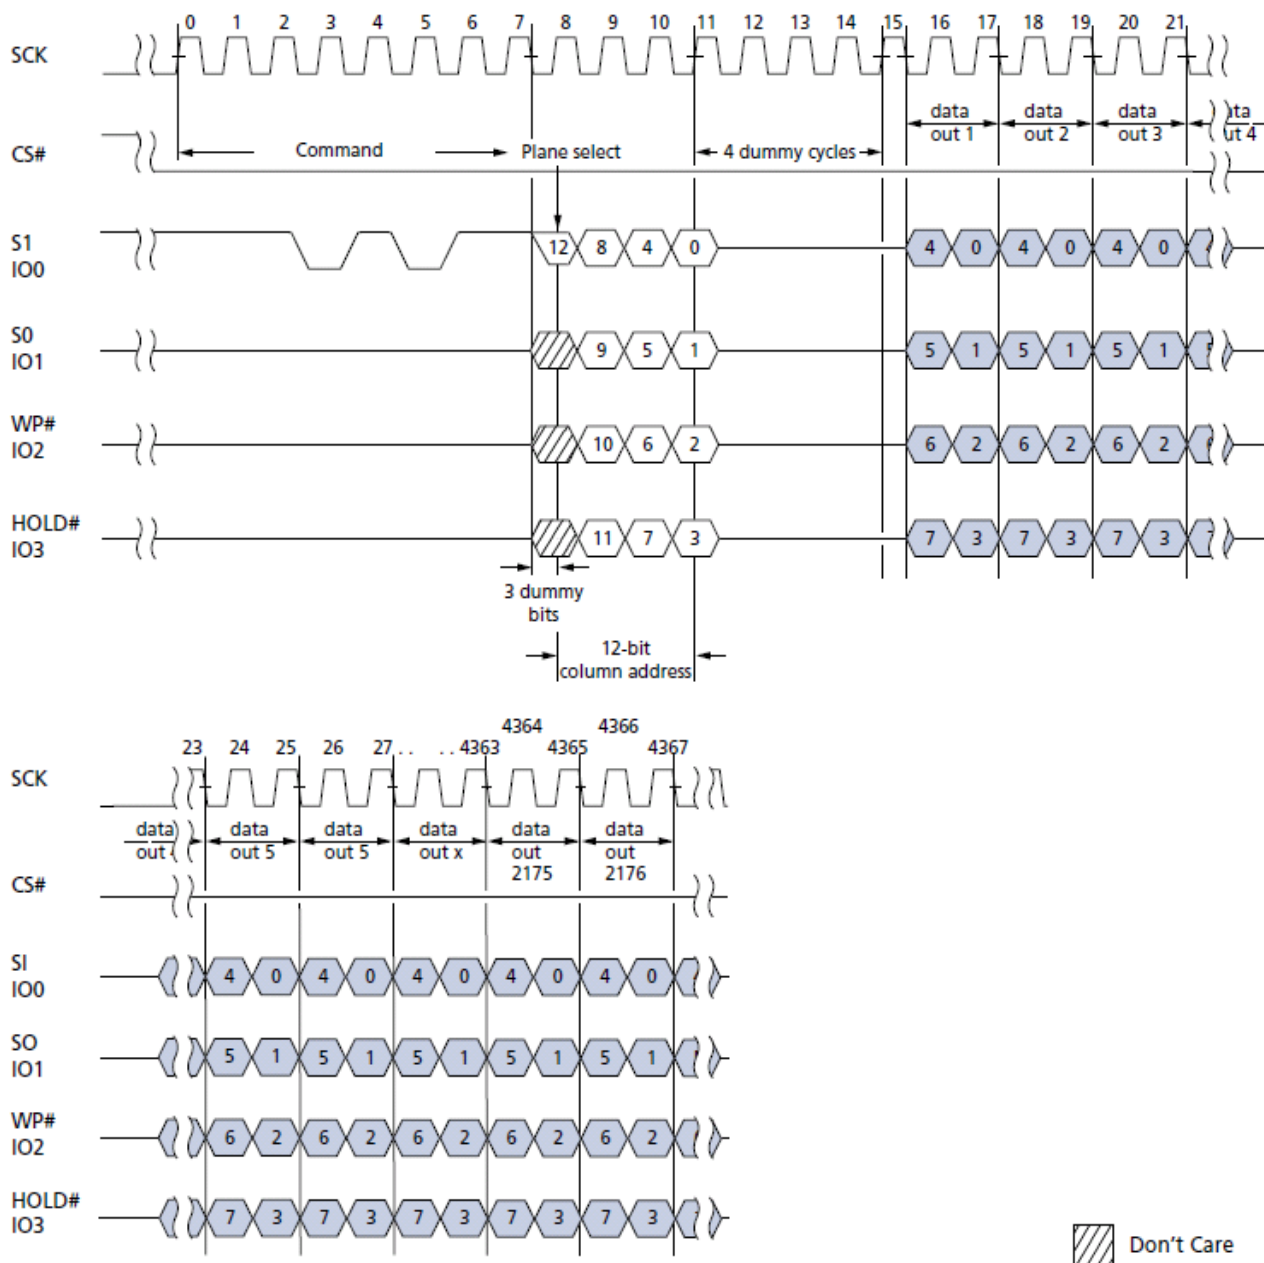 0 1 2 3 4 5 6 7 8 9 10 11 12 13 14 15 16 17 18 19 20 21
SCK
data out 1
data out 2
data out 3
CS#
Command
Plane select
4 dummy cycles
S1
IO0
12 8 4 0
4 0 4 0 4 0
S0
IO1
9 5 1
5 1 5 1 5 1
WP#
IO2
10 6 2
6 2 6 2 6 2
HOLD#
IO3
11 7 3
7 3 7 3 7 3
3 dummy
bits
12-bit
column address
4364 4366
23 24 25 26 27 . . . . 4363 4365 4367
SCK
data
out
data
out 5
data
out 5
data
out x
data
out
2175
data
out
2176
CS#
SI
IO0
4 0 4 0 4 0 4 0 4 0
SO
IO1
5 1 5 1 5 1 5 1 5 1
WP#
IO2
6 2 6 2 6 2 6 2 6 2
HOLD#
IO3
7 3 7 3 7 3 7 3 7 3
Don't Care